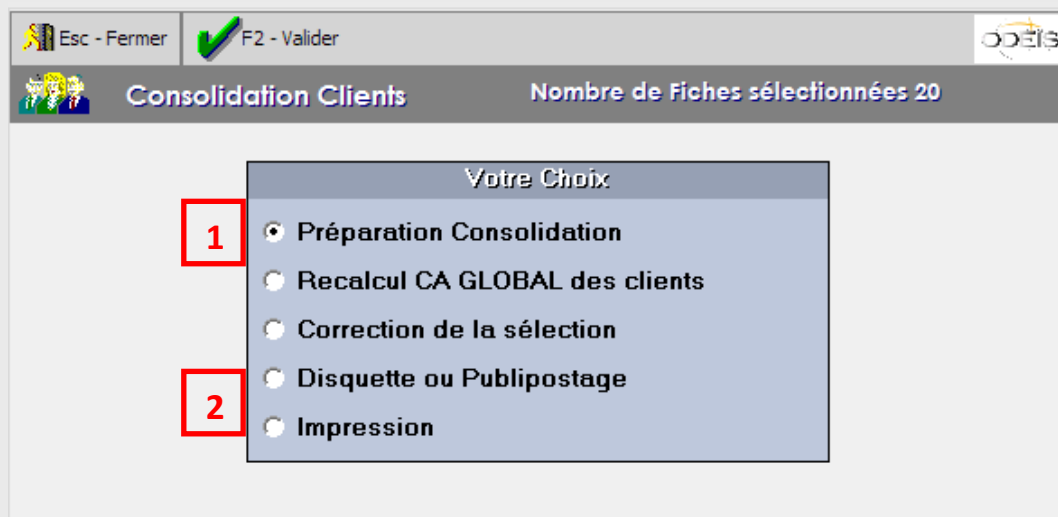 Esc - Fermer F2 - Valider ODEIS
Consolidation Clients Nombre de Fiches sélectionnées 20
Votre Choix
1 Préparation Consolidation
Recalcul CA GLOBAL des clients
Correction de la sélection
Disquette ou Publipostage
2
Impression